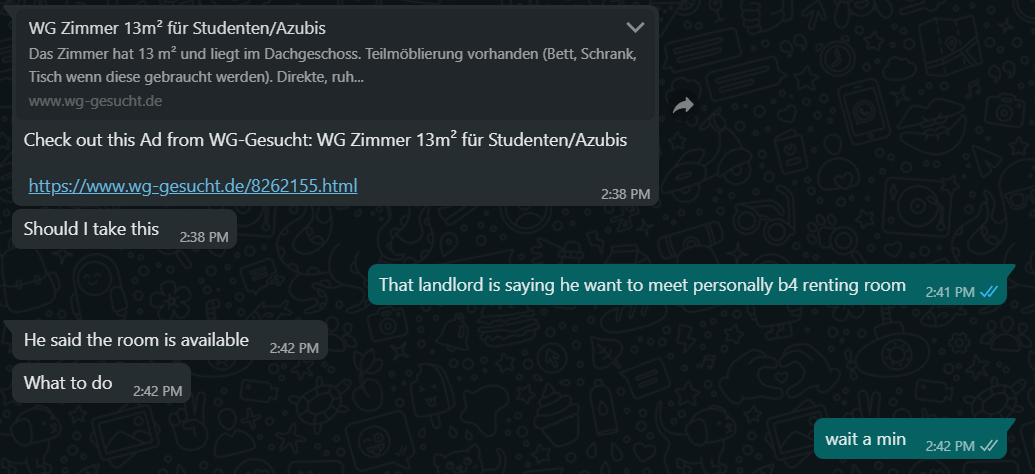 WG Zimmer 13m² für Studenten/Azubis
Das Zimmer hat 13 m² und liegt im Dachgeschoss. Teilmöblierung vorhanden (Bett, Schrank,
Tisch wenn diese gebraucht werden). Direkte, ruh...
www.wg-gesucht.de
Check out this Ad from WG-Gesucht: WG Zimmer 13m² für Studenten/Azubis
https://www.wg-gesucht.de/8262155.html
2:38 PM
Should I take this 2:38 PM
That landlord is saying he want to meet personally b4 renting room 2:41 PM
He said the room is available 2:42 PM
What to do 2:42 PM
wait a min 2:42 PM